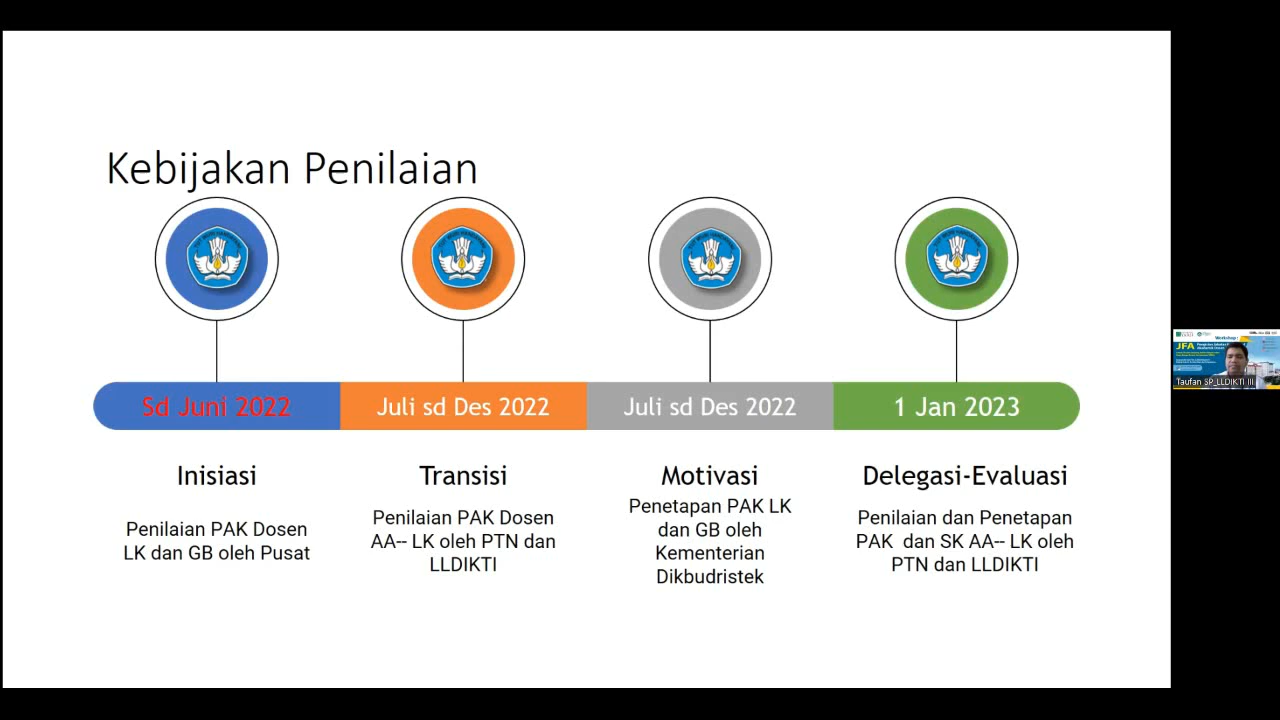 Kebijakan Penilaian
Sd Juni 2022
Juli sd Des 2022
Juli sd Des 2022
1 Jan 2023
Inisiasi
Penilaian PAK Dosen
LK dan GB oleh Pusat
Transisi
Penilaian PAK Dosen
AA-- LK oleh PTN dan
LLDIKTI
Motivasi
Penetapan PAK LK
dan GB oleh
Kementerian
Dikbudristek
Delegasi-Evaluasi
Penilaian dan Penetapan
PAK dan SK AA-- LK oleh
PTN dan LLDIKTI
Workshop
JFA
Taufan SP_LLDIKTI III